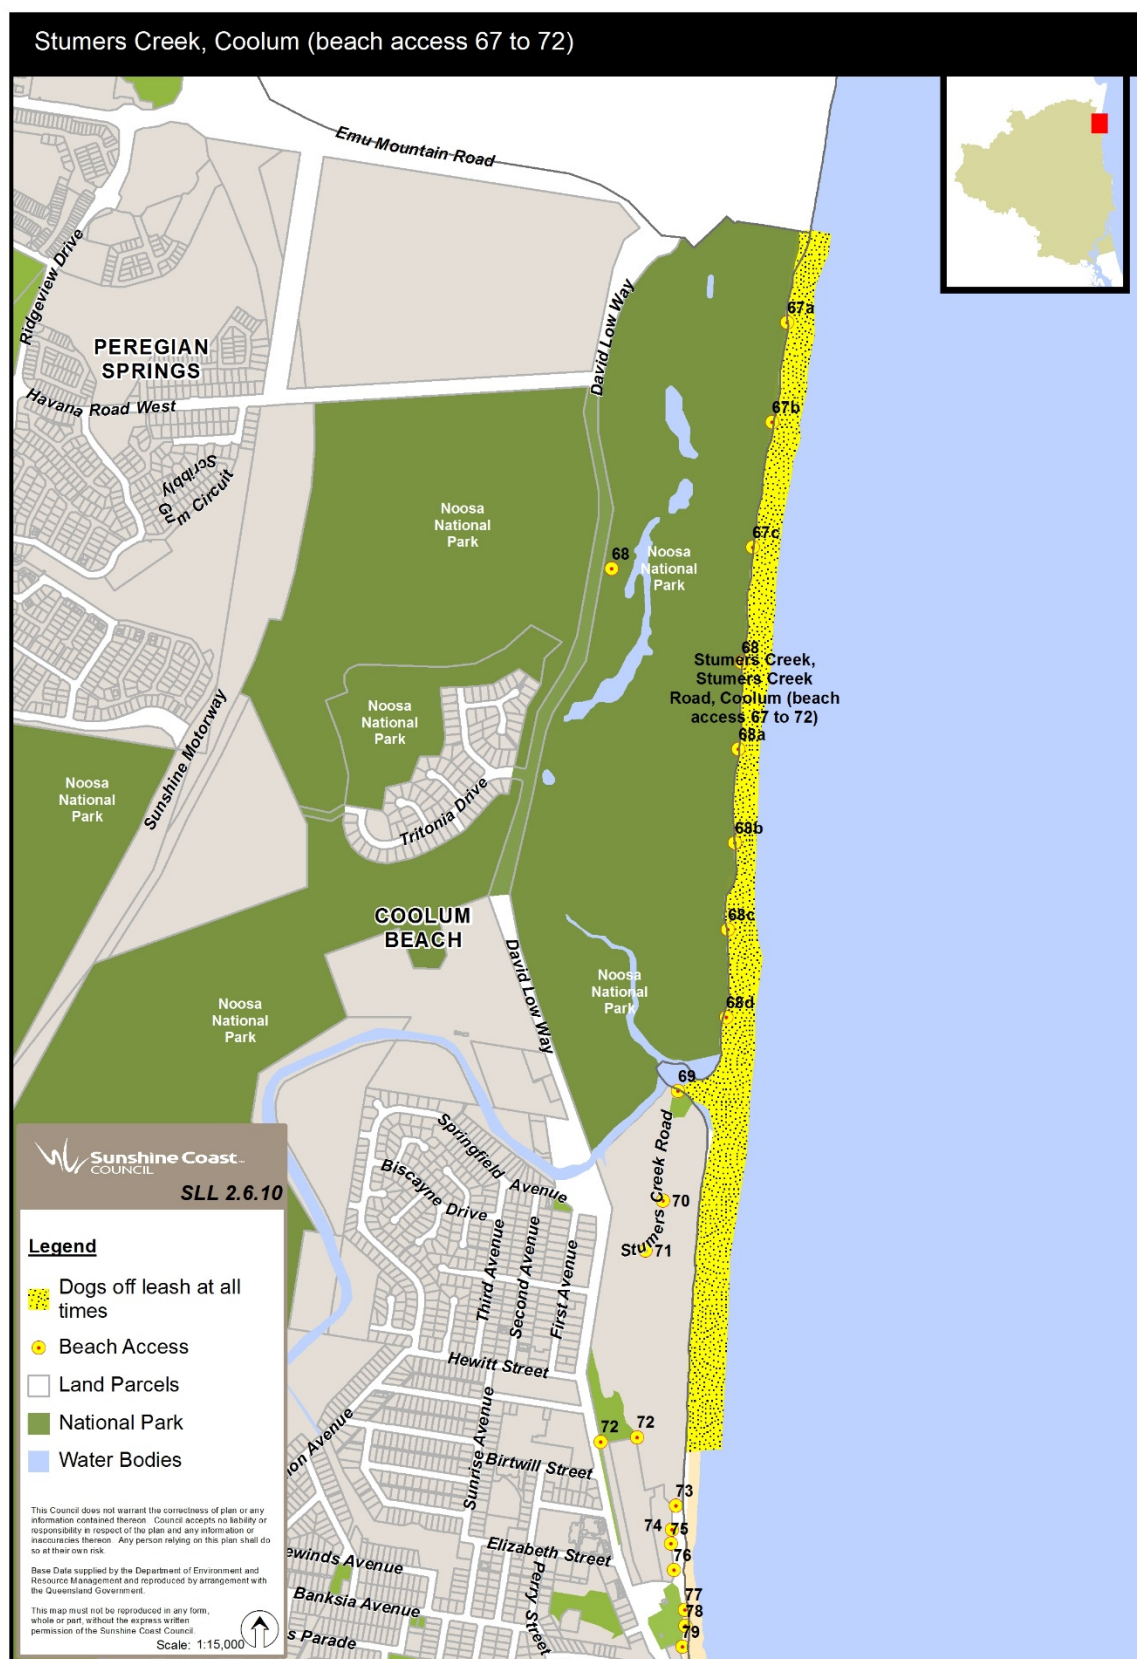 Stumers Creek, Coolum (beach access 67 to 72)
Emu Mountain Road
Ridgeview Drive
David Low Way
67a
PEREGIAN
SPRINGS
Havana Road West
67b
Scribbly
Gu
m Circuit
Noosa
National
Park
67c
68
Noosa
National
Park
68
Stumers Creek,
Stumers Creek
Road, Coolum (beach
access 67 to 72)
Noosa
National
Park
68a
Sunshine Motorway
Noosa
National
Park
Tritonia Drive
68b
COOLUM
BEACH
68c
David Low Way
Noosa
National
Park
Noosa
National
Park
68d
69
Springfield Avenue
Biscayne Drive
Stumers Creek Road
70
71
Third Avenue
Second Avenue
First Avenue
Hewitt Street
72
72
Sunrise Avenue
ion Avenue
Birtwill Street
73
74
75
Elizabeth Street
76
ewinds Avenue
Perry Street
77
Banksia Avenue
78
s Parade
79
Sunshine Coast
COUNCIL
SLL 2.6.10
Legend
Dogs off leash at all
times
Beach Access
Land Parcels
National Park
Water Bodies
This Council does not warrant the correctness of plan or any
information contained thereon. Council accepts no liability or
responsibility in respect of the plan and any information or
inaccuracies thereon. Any person relying on this plan shall do
so at their own risk.
Base Data supplied by the Department of Environment and
Resource Management and reproduced by arrangement with
the Queensland Government.
This map must not be reproduced in any form,
whole or part, without the express written
permission of the Sunshine Coast Council.
Scale: 1:15,000